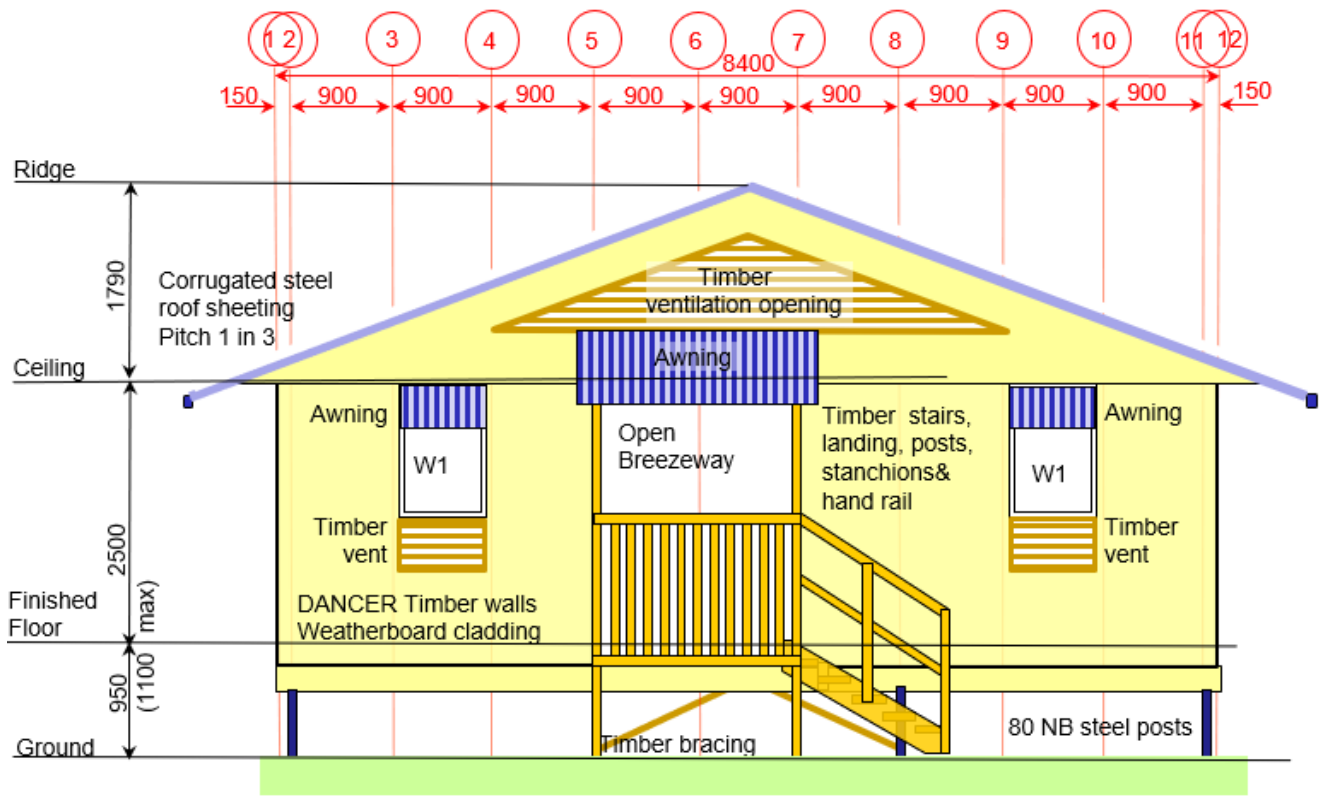 1 2 3 4 5 6 7 8 9 10 11 12
8400
150 900 900 900 900 900 900 900 900 900 150
Ridge
1790
Corrugated steel
roof sheeting
Pitch 1 in 3
Timber
ventilation opening
Ceiling
Awning
Awning
Awning
W1
Open
Breezeway
Timber stairs,
landing, posts,
stanchions&
hand rail
W1
Timber
vent
Timber
vent
2500
Finished
Floor
DANCER Timber walls
Weatherboard cladding
950
(1100 max)
Ground
Timber bracing
80 NB steel posts